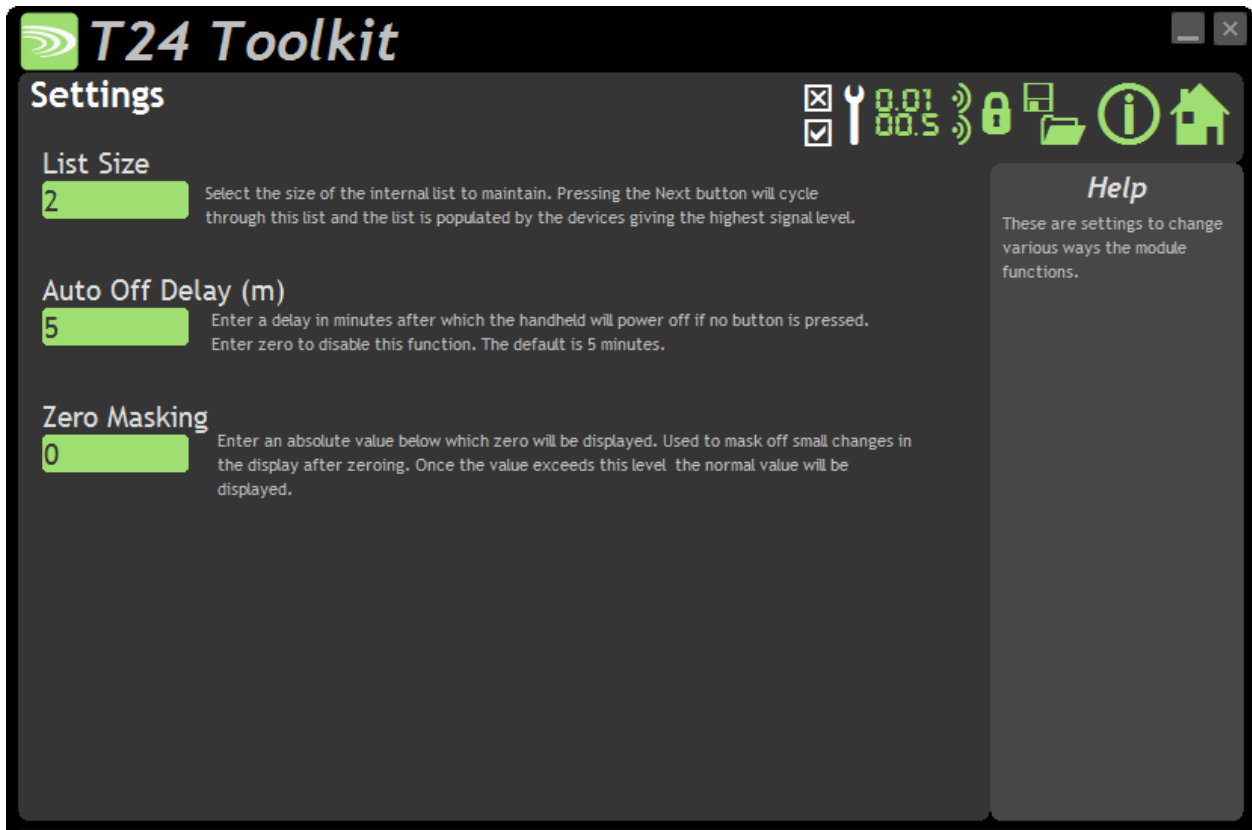 T24 Toolkit
Settings
0.01
00.5
List Size
2
Select the size of the internal list to maintain. Pressing the Next button will cycle
through this list and the list is populated by the devices giving the highest signal level.
Auto Off Delay (m)
5
Enter a delay in minutes after which the handheld will power off if no button is pressed.
Enter zero to disable this function. The default is 5 minutes.
Zero Masking
0
Enter an absolute value below which zero will be displayed. Used to mask off small changes in
the display after zeroing. Once the value exceeds this level the normal value will be
displayed.
Help
These are settings to change
various ways the module
functions.